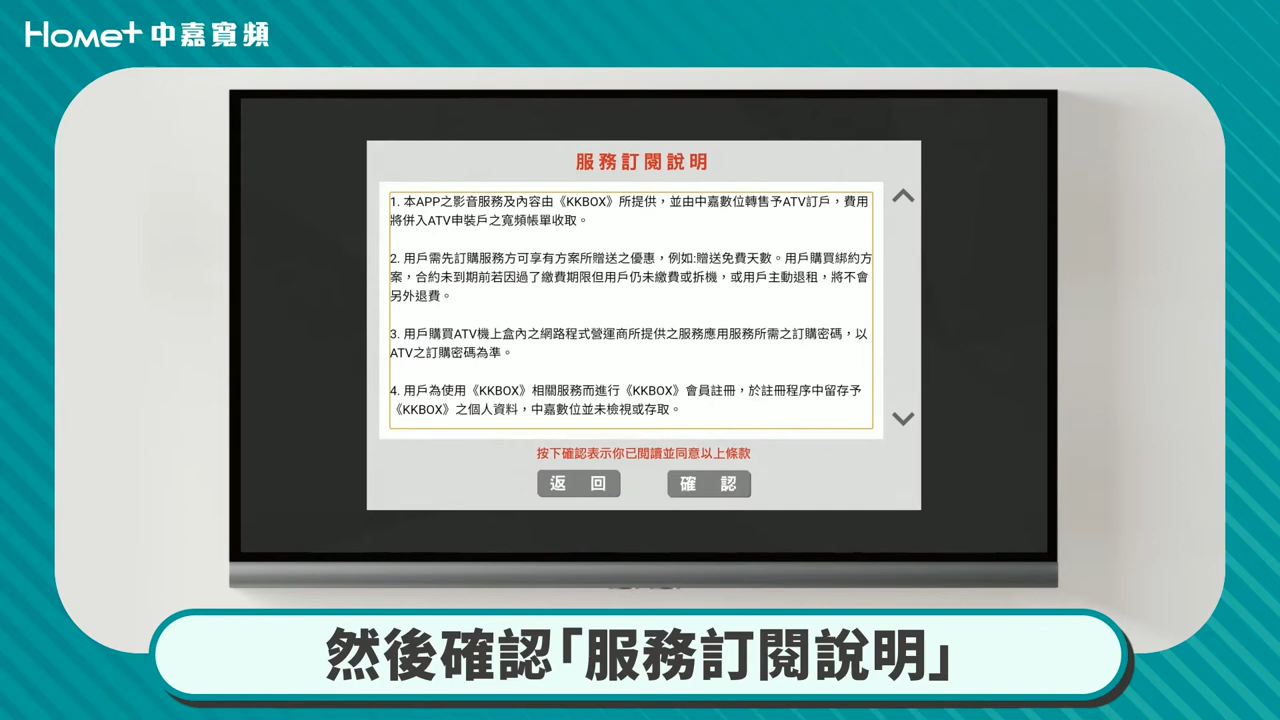 Home+ 中嘉寬頻
服務訂閱說明
1. 本APP之影音服務及內容由《KKBOX》所提供，並由中嘉數位轉售予ATV訂戶，費用
將併入ATV申裝戶之寬頻帳單收取。
2. 用戶需先訂購服務方可享有方案所贈送之優惠，例如:贈送免費天數。用戶購買綁約方
案，合約未到期前若因過了繳費期限但用戶仍未繳費或拆機，或用戶主動退租，將不會
另外退費。
3. 用戶購買ATV機上盒內之網路程式營運商所提供之服務應用服務所需之訂購密碼，以
ATV之訂購密碼為準。
4. 用戶為使用《KKBOX》相關服務而進行《KKBOX》會員註冊，於註冊程序中留存予
《KKBOX》之個人資料，中嘉數位並未檢視或存取。
按下確認表示你已閱讀並同意以上條款
返 回 確 認
然後確認「服務訂閱說明」